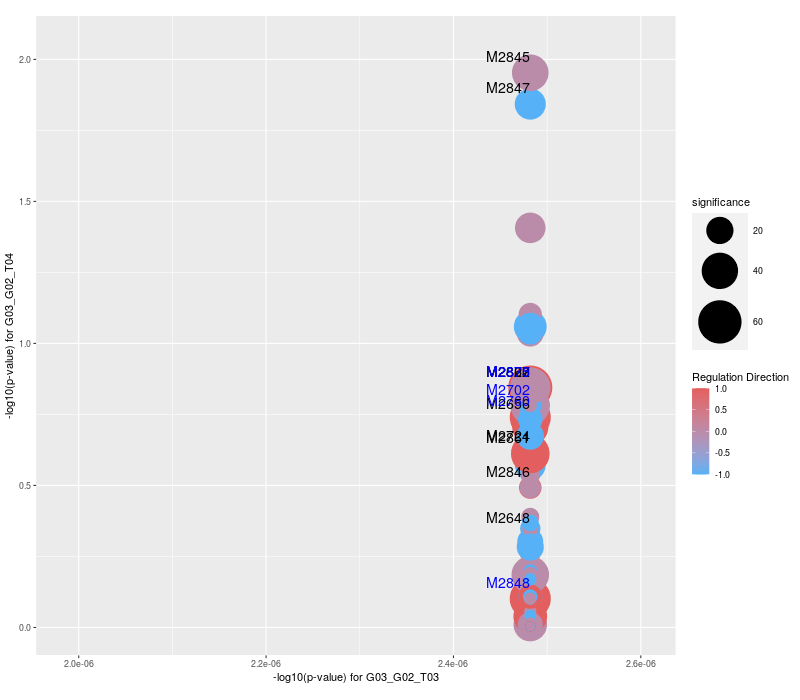 M2845
2.0
M2847
significance
20
1.5
40
60
1.0
M2702
Regulation Direction
1.0
0.5
0.0
-0.5
-1.0
0.5
M2846
M2648
M2848
0.0
2.0e-06
2.2e-06
2.4e-06
2.6e-06
-log10(p-value) for G03_G02_T03
-log10(p-value) for G03_G02_T04